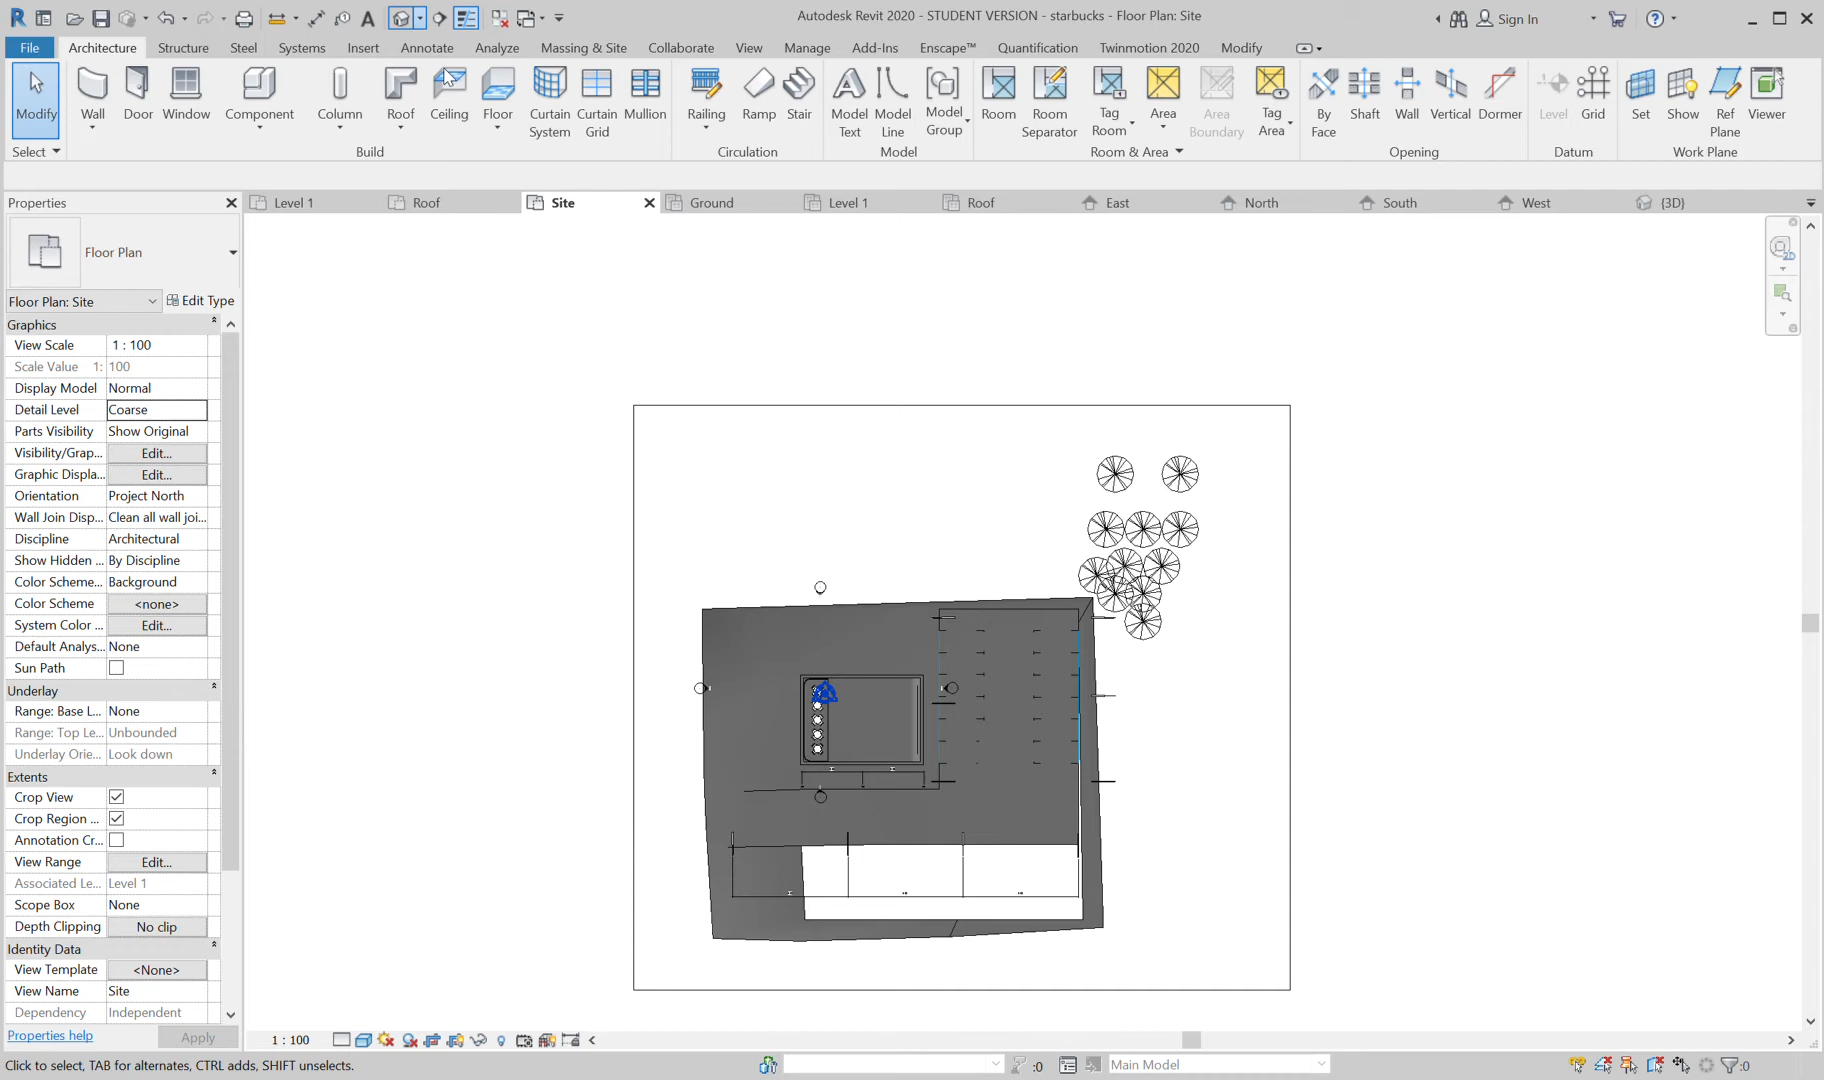 Autodesk Revit 2020 - STUDENT VERSION - starbucks - Floor Plan: Site
Sign In
File Architecture Structure Steel Systems Insert Annotate Analyze Massing & Site Collaborate View Manage Add-Ins Enscape™ Quantification Twinmotion 2020 Modify
Modify Wall Door Window Component Column Roof Ceiling Floor Curtain System Curtain Grid Mullion Railing Ramp Stair Model Text Model Line Model Group Room Room Separator Tag Room Area Area Boundary Tag Area By Face Shaft Wall Vertical Dormer Level Grid Set Show Ref Plane Viewer
Select Build Circulation Model Room & Area Opening Datum Work Plane
Properties
Level 1 Roof Site Ground Level 1 Roof East North South West {3D}
Floor Plan
Floor Plan: Site Edit Type
Graphics
View Scale 1 : 100
Scale Value 1: 100
Display Model Normal
Detail Level Coarse
Parts Visibility Show Original
Visibility/Grap... Edit...
Graphic Displa... Edit...
Orientation Project North
Wall Join Disp... Clean all wall joi...
Discipline Architectural
Show Hidden ... By Discipline
Color Scheme... Background
Color Scheme <none>
System Color ... Edit...
Default Analys... None
Sun Path
Underlay
Range: Base L... None
Range: Top Le... Unbounded
Underlay Orie... Look down
Extents
Crop View
Crop Region ...
Annotation Cr...
View Range Edit...
Associated Le... Level 1
Scope Box None
Depth Clipping No clip
Identity Data
View Template <None>
View Name Site
Dependency Independent
Properties help Apply
1 : 100
Click to select, TAB for alternates, CTRL adds, SHIFT unselects.
:0
Main Model
:0